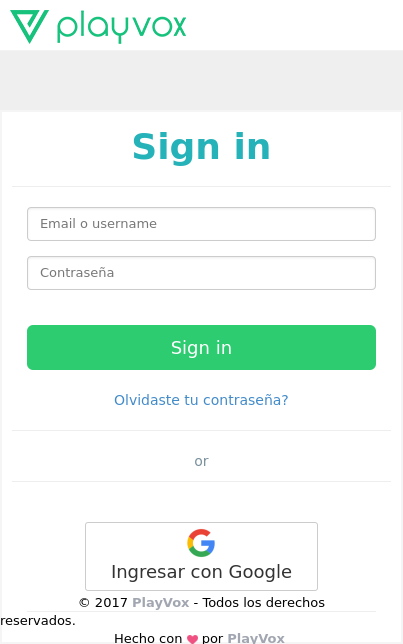 playvox
Sign in
Email o username
Contraseña
Sign in
Olvidaste tu contraseña?
or
Ingresar con Google
© 2017 PlayVox - Todos los derechos
reservados.
Hecho con ❤ por PlayVox